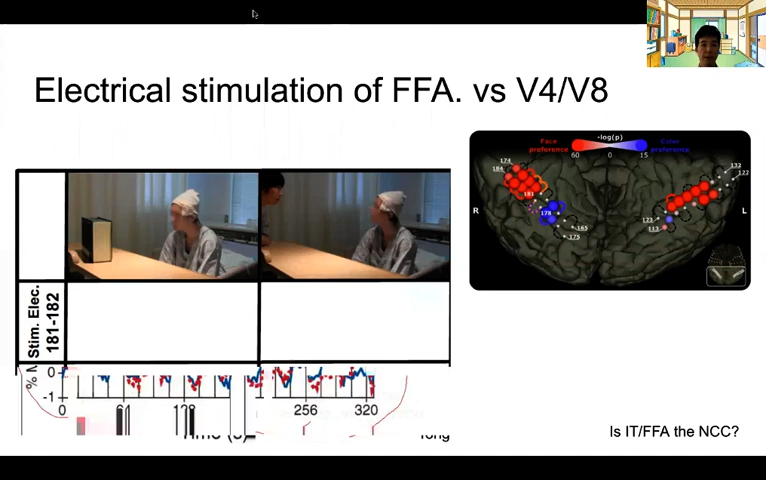 Electrical stimulation of FFA. vs V4/V8
Face preference
-log(p)
Color preference
60 0 15
174
184
181
178
165
175
132
122
123
113
R
L
Stim. Elec.
181-182
0
-1
0 64 128 256 320
Is IT/FFA the NCC?